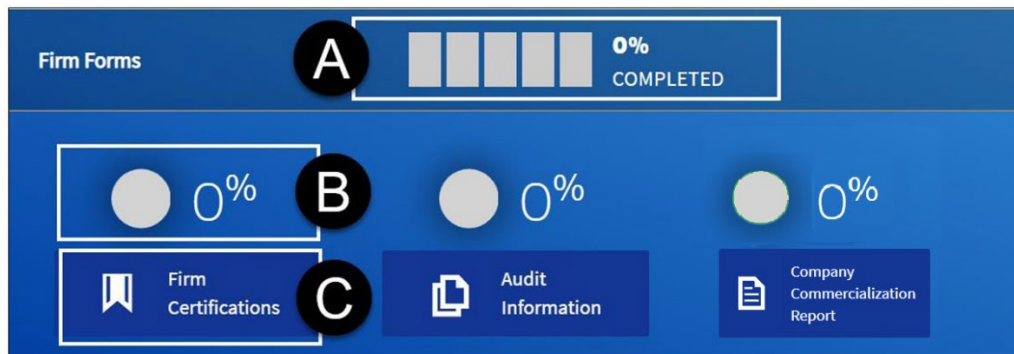 Firm Forms
A
0%
COMPLETED
0%
B
0%
0%
Firm
Certifications
C
Audit
Information
Company
Commercialization
Report